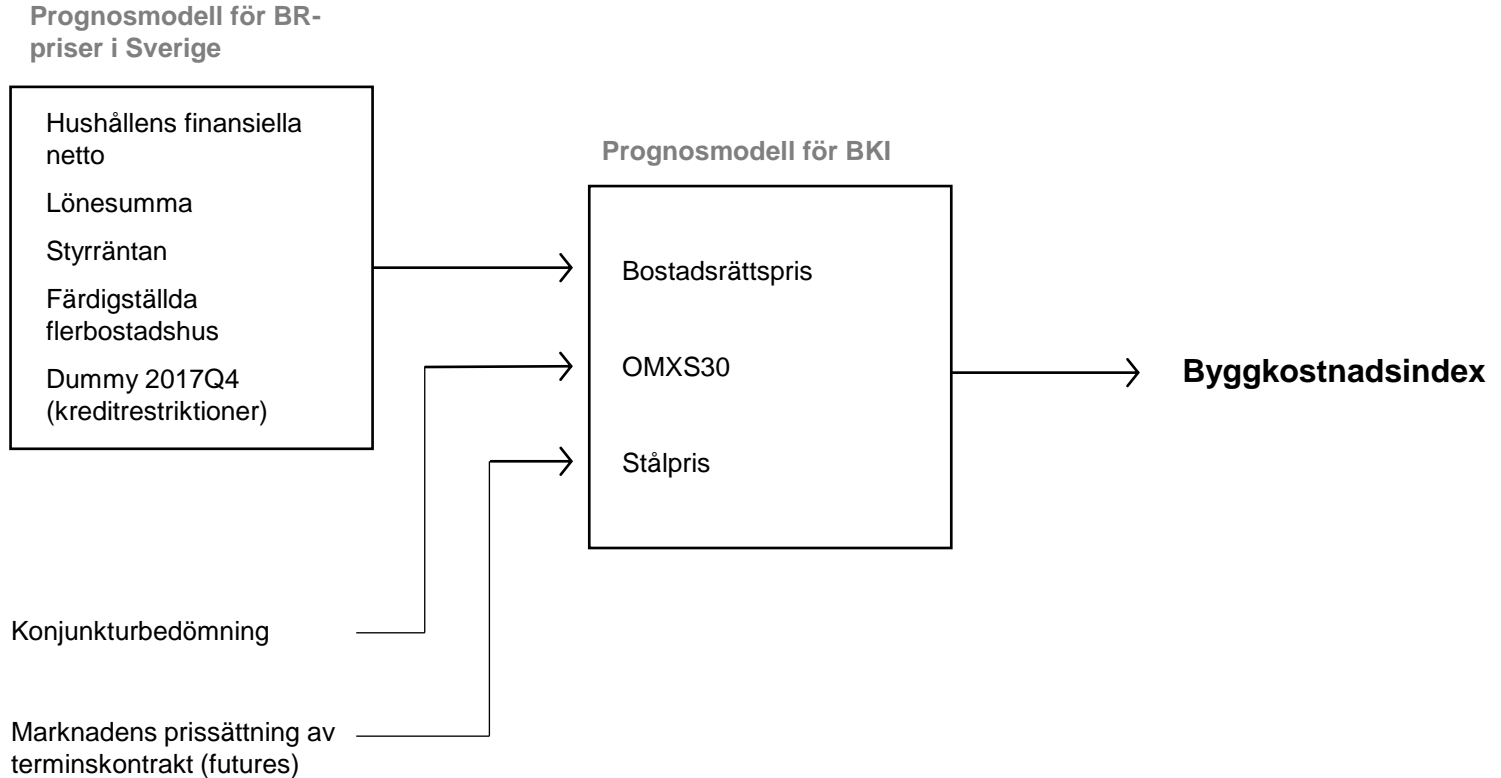 Prognosmodell för BR-
priser i Sverige
Hushållens finansiella
netto
Lönesumma
Styrräntan
Färdigställda
flerbostadshus
Dummy 2017Q4
(kreditrestriktioner)
Prognosmodell för BKI
Bostadsrättspris
OMXS30
Stålpris
Byggkostnadsindex
Konjunkturbedömning
Marknadens prissättning av
terminskontrakt (futures)